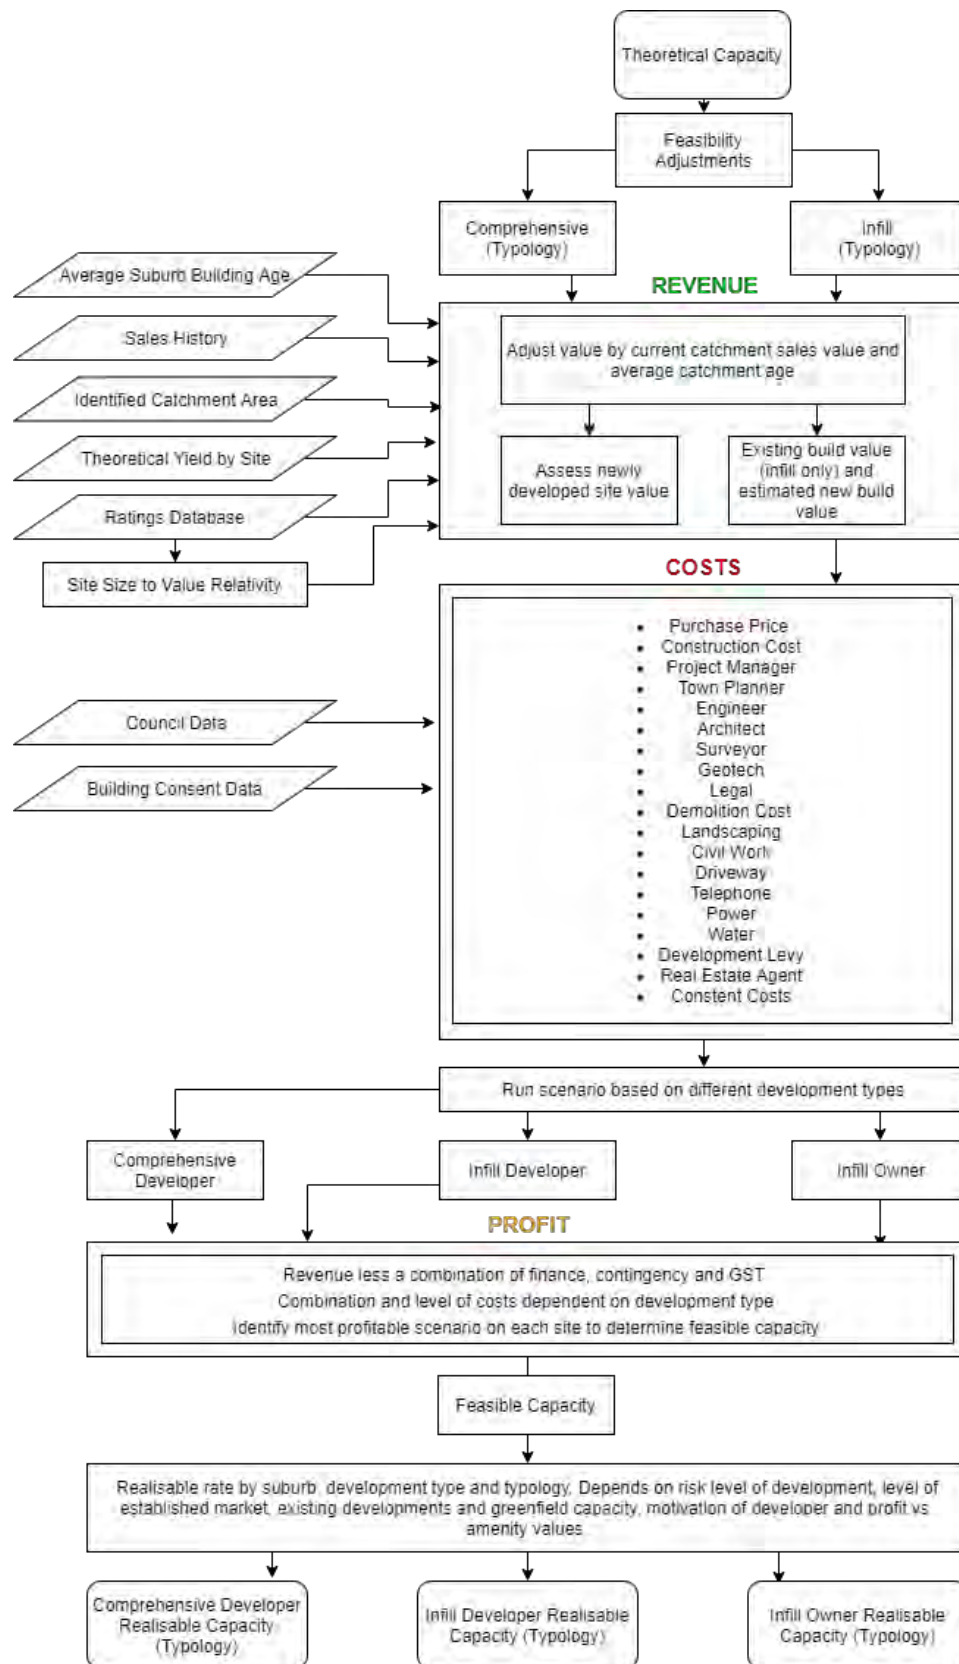 Theoretical Capacity
Feasibility
Adjustments
Comprehensive
(Typology)
Infill
(Typology)
REVENUE
Average Suburb Building Age
Sales History
Identified Catchment Area
Theoretical Yield by Site
Ratings Database
Site Size to Value Relativity
Adjust value by current catchment sales value and
average catchment age
Assess newly
developed site value
Existing build value
(infill only) and
estimated new build
value
COSTS
Council Data
Building Consent Data
• Purchase Price
• Construction Cost
• Project Manager
• Town Planner
• Engineer
• Architect
• Surveyor
• Geotech
• Legal
• Demolition Cost
• Landscaping
• Civil Work
• Driveway
• Telephone
• Power
• Water
• Development Levy
• Real Estate Agent
• Constent Costs
Run scenario based on different development types
Comprehensive
Developer
Infill Developer
Infill Owner
PROFIT
Revenue less a combination of finance, contingency and GST
Combination and level of costs dependent on development type
Identify most profitable scenario on each site to determine feasible capacity
Feasible Capacity
Realisable rate by suburb, development type and typology. Depends on risk level of development, level of
established market, existing developments and greenfield capacity, motivation of developer and profit vs
amenity values
Comprehensive Developer
Realisable Capacity
(Typology)
Infill Developer Realisable
Capacity (Typology)
Infill Owner Realisable
Capacity (Typology)